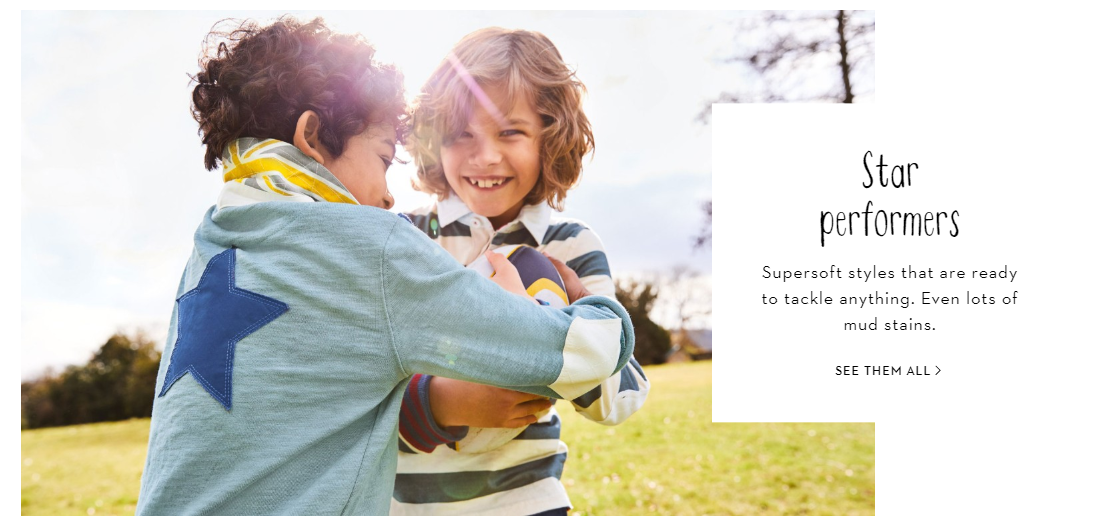 Star
performers
Supersoft styles that are ready
to tackle anything. Even lots of
mud stains.
SEE THEM ALL >